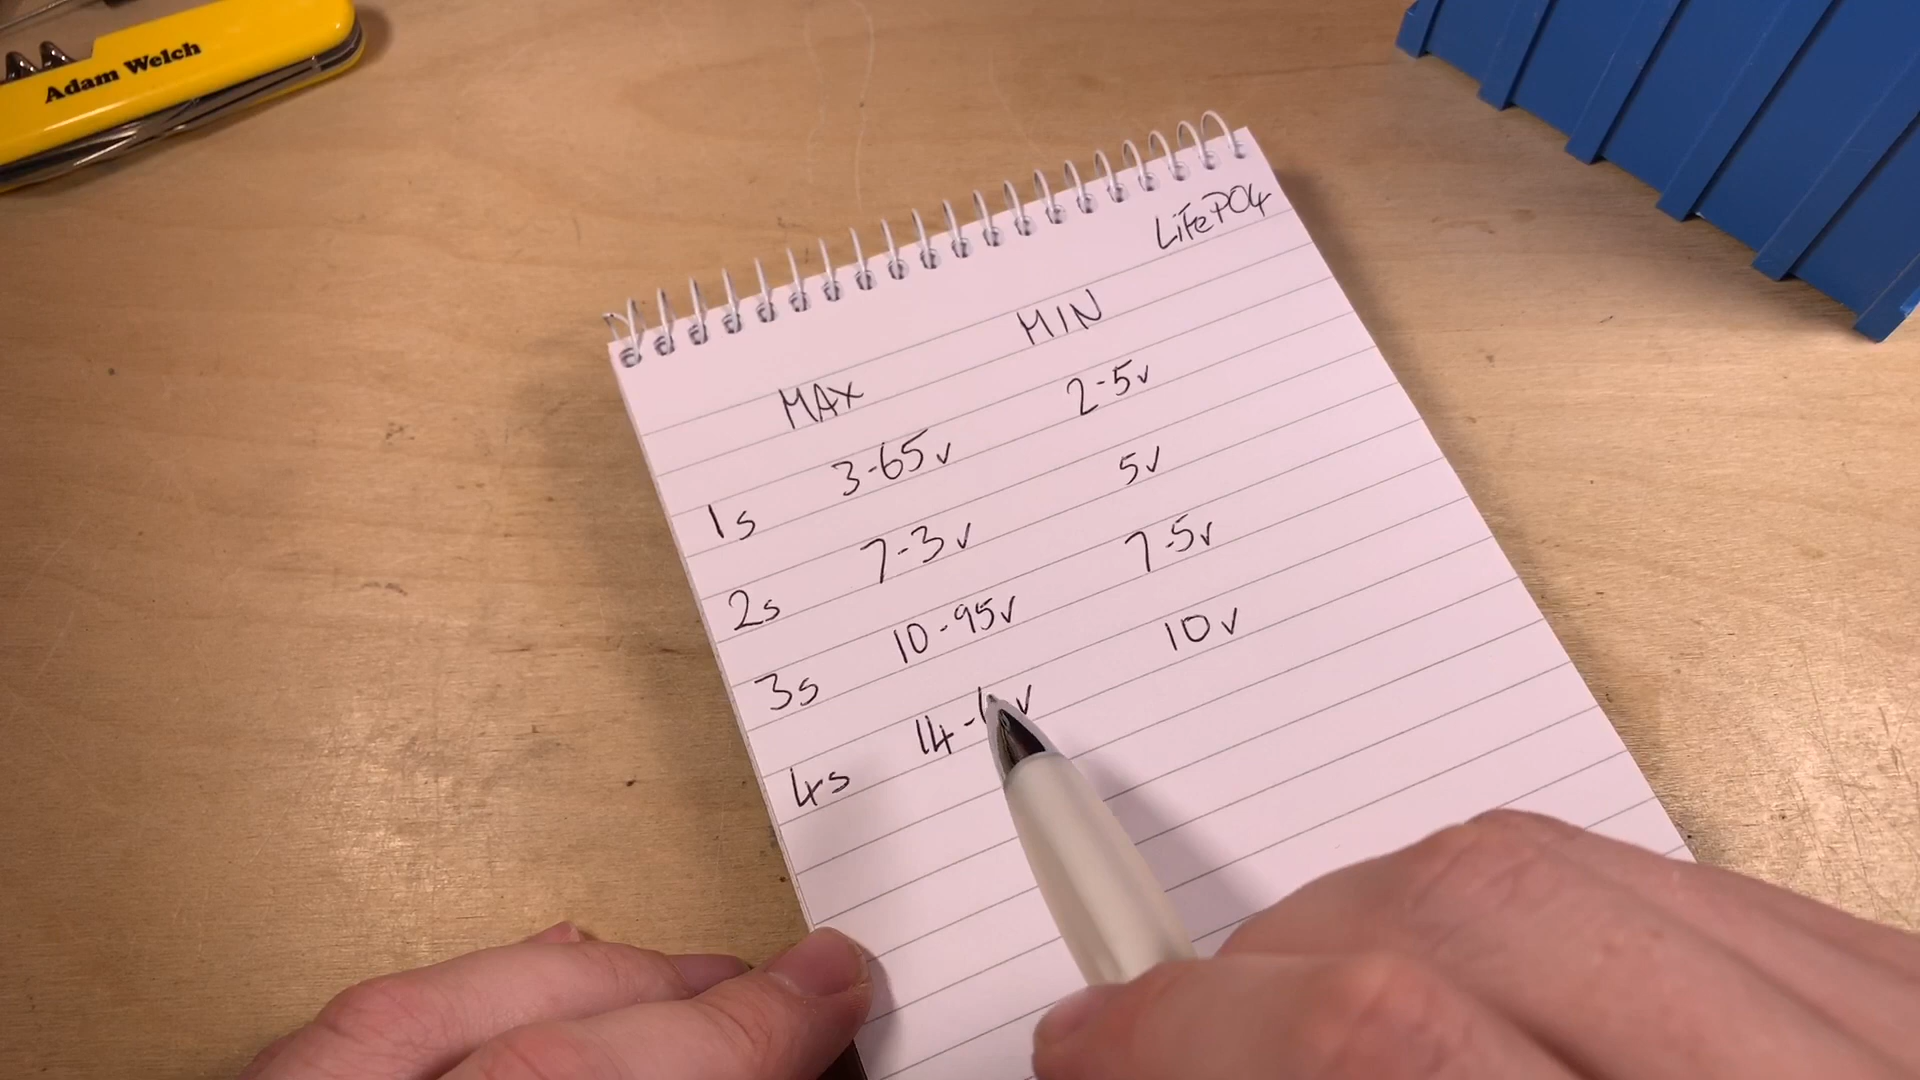 Adam Welch
LiFePO4
MAX MIN
1s 3.65v 2.5v
2s 7.3v 5v
3s 10.95v 7.5v
4s 10v